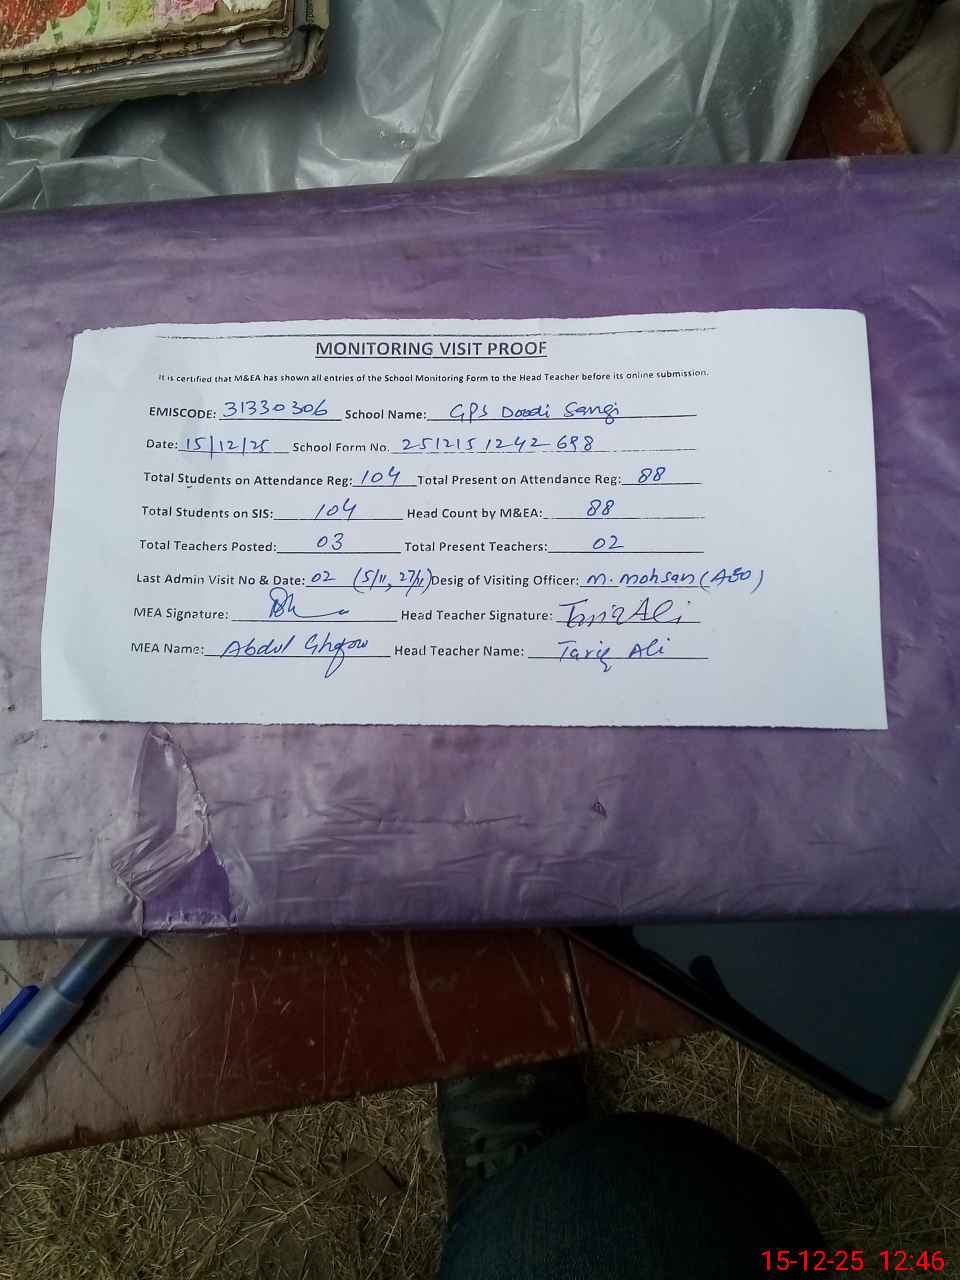 MONITORING VISIT PROOF
It is certified that M&EA has shown all entries of the School Monitoring Form to the Head Teacher before its online submission.
EMISCODE: 31330306 School Name: GPS Doodi Sangi
Date: 15/12/25 School Form No. 251215 1242 698
Total Students on Attendance Reg: 104 Total Present on Attendance Reg: 88
Total Students on SIS: 104 Head Count by M&EA: 88
Total Teachers Posted: 03 Total Present Teachers: 02
Last Admin Visit No & Date: 02 (5/11, 27/11) Desig of Visiting Officer: M. Mohsan (AEO)
MEA Signature: Head Teacher Signature: Tariq Ali
MEA Name: Abdul Ghafoor Head Teacher Name: Tariq Ali
15-12-25 12:46